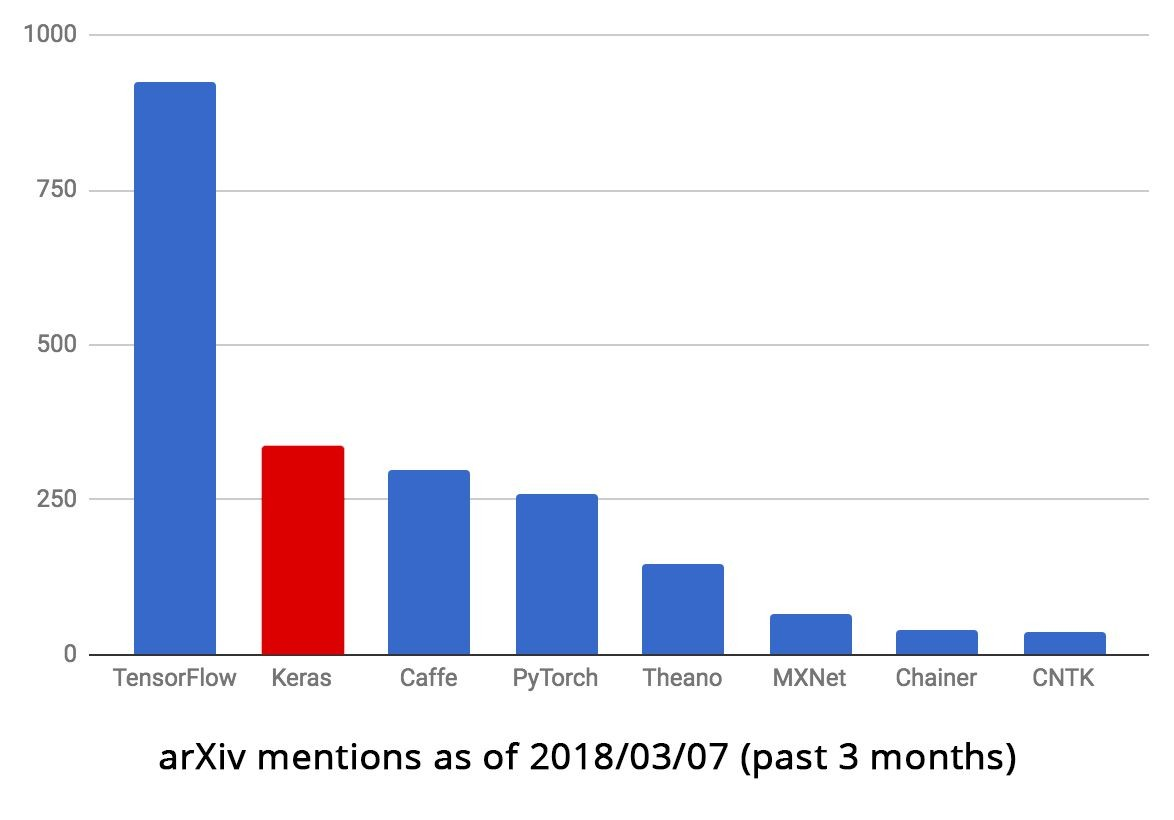 1000
750
500
250
0
TensorFlow Keras Caffe PyTorch Theano MXNet Chainer CNTK
arXiv mentions as of 2018/03/07 (past 3 months)